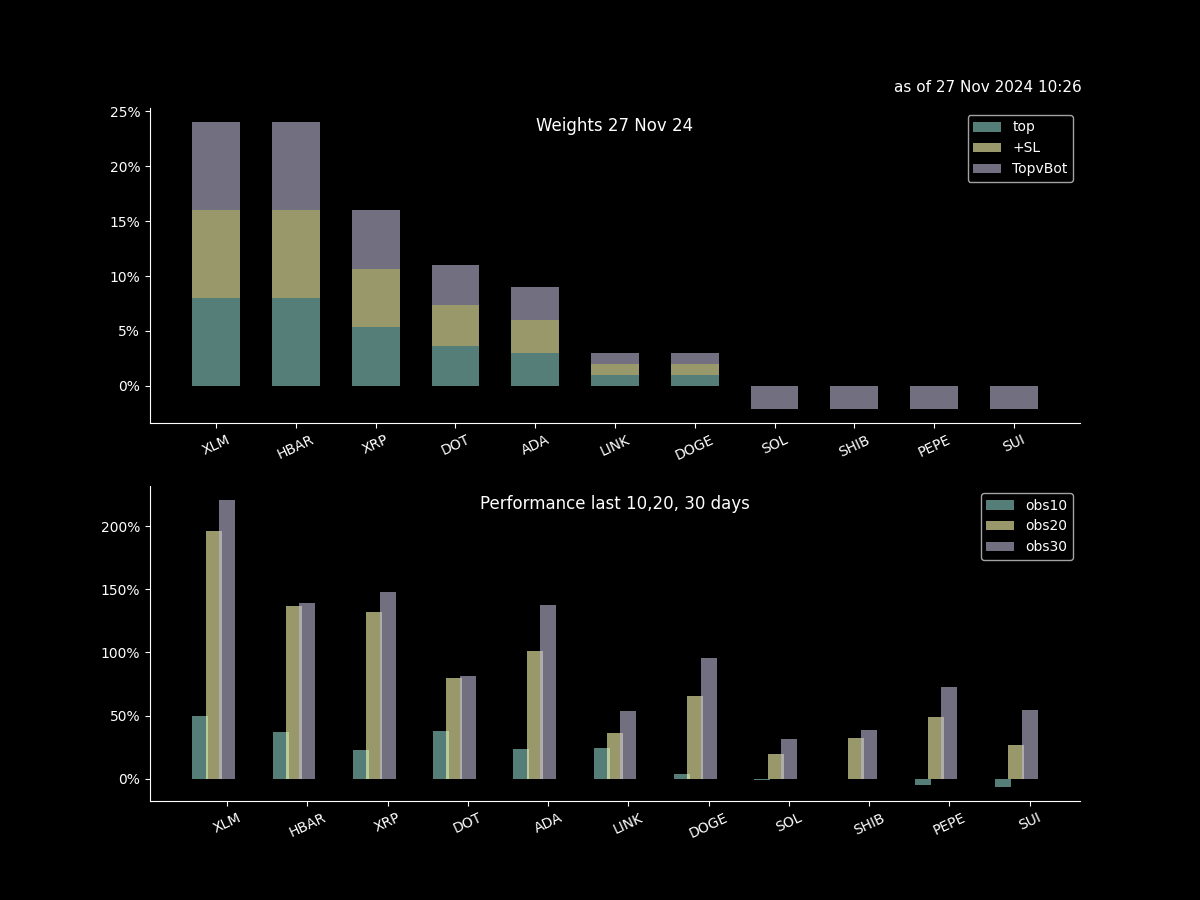 as of 27 Nov 2024 10:26
Weights 27 Nov 24
top
+SL
TopvBot
25%
20%
15%
10%
5%
0%
XLM HBAR XRP DOT ADA LINK DOGE SOL SHIB PEPE SUI
Performance last 10,20, 30 days
obs10
obs20
obs30
200%
150%
100%
50%
0%
XLM HBAR XRP DOT ADA LINK DOGE SOL SHIB PEPE SUI